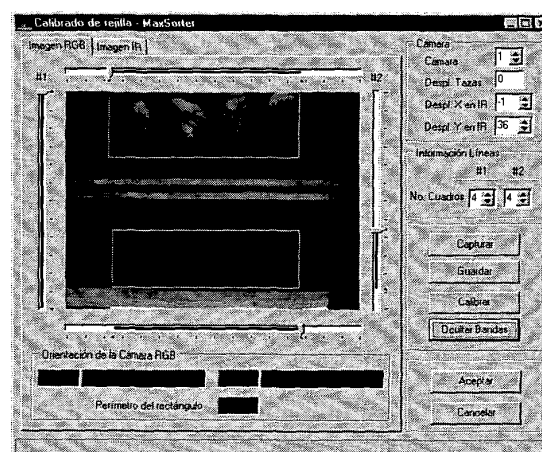 Calibrado de rejilla - MaxSorter
Imagen RGB
Imagen IR
#1
#2
Cámara
Cámara 1
Despl. Tazas 0
Despl X en IR -1
Despl Y en IR 36
Información Líneas
#1 #2
No. Cuadros 4 4
Capturar
Guardar
Calibrar
Ocultar Bandas
Orientación de la Cámara RGB
Perímetro del rectángulo
Aceptar
Cancelar